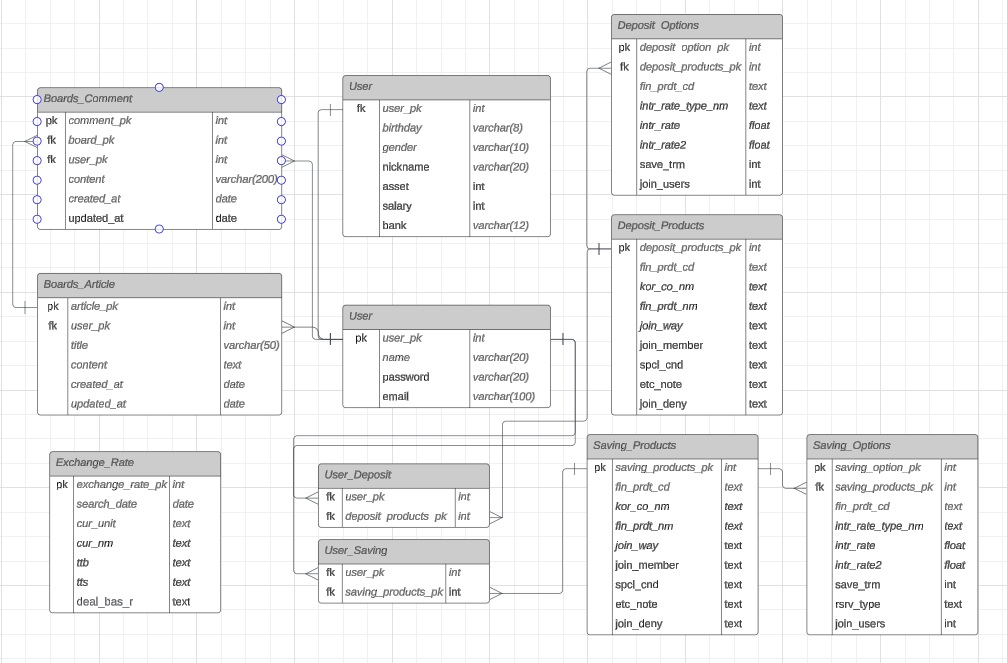 Boards_Comment
pk comment_pk int
fk board_pk int
fk user_pk int
content varchar(200)
created_at date
updated_at date
Boards_Article
pk article_pk int
fk user_pk int
title varchar(50)
content text
created_at date
updated_at date
Exchange_Rate
pk exchange_rate_pk int
search_date date
cur_unit text
cur_nm text
ttb text
tts text
deal_bas_r text
User
fk user_pk int
birthday varchar(8)
gender varchar(10)
nickname varchar(20)
asset int
salary int
bank varchar(12)
User
pk user_pk int
name varchar(20)
password varchar(20)
email varchar(100)
User_Deposit
fk user_pk int
fk deposit_products_pk int
User_Saving
fk user_pk int
fk saving_products_pk int
Deposit_Options
pk deposit_option_pk int
fk deposit_products_pk int
fin_prdt_cd text
intr_rate_type_nm text
intr_rate float
intr_rate2 float
save_trm int
join_users int
Deposit_Products
pk deposit_products_pk int
fin_prdt_cd text
kor_co_nm text
fin_prdt_nm text
join_way text
join_member text
spcl_cnd text
etc_note text
join_deny text
Saving_Products
pk saving_products_pk int
fin_prdt_cd text
kor_co_nm text
fin_prdt_nm text
join_way text
join_member text
spcl_cnd text
etc_note text
join_deny text
Saving_Options
pk saving_option_pk int
fk saving_products_pk int
fin_prdt_cd text
intr_rate_type_nm text
intr_rate float
intr_rate2 float
save_trm int
rsrv_type text
join_users int